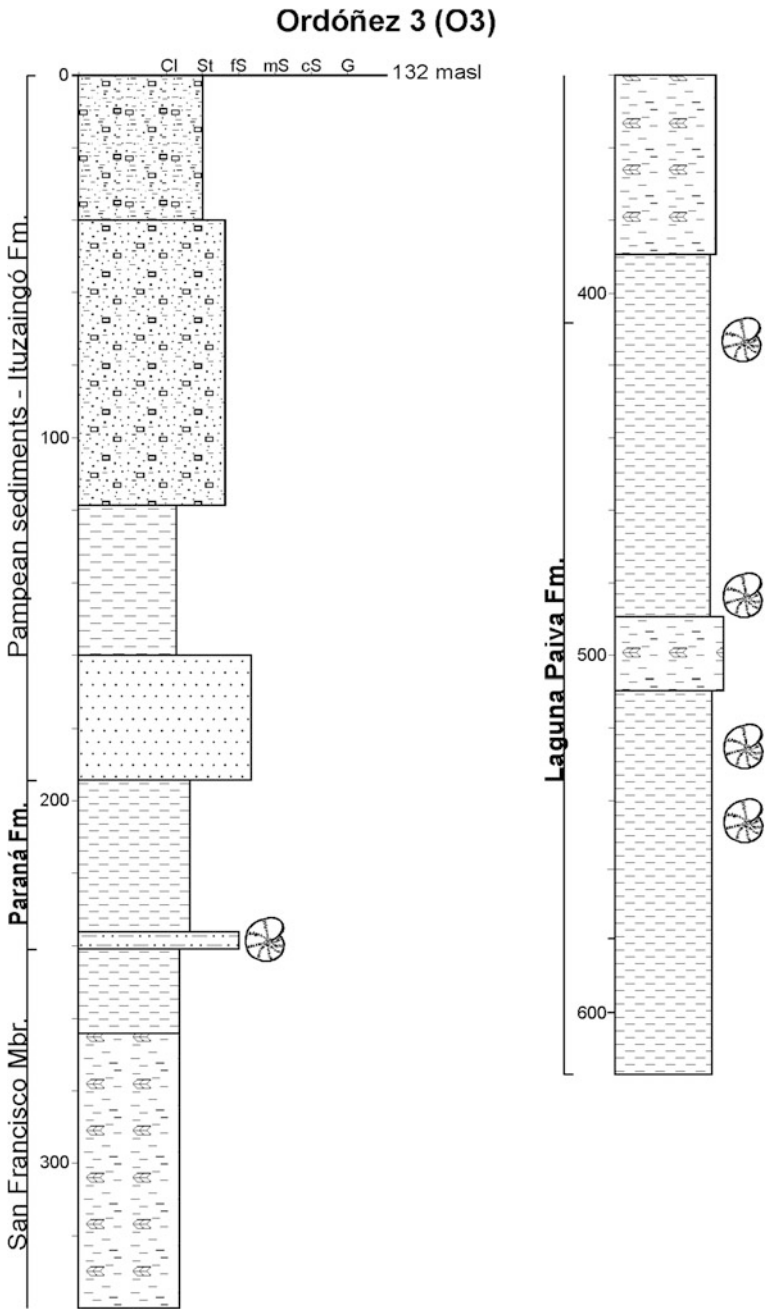 Ordóñez 3 (O3)
Cl St fS mS cS G
0
132 masl
100
200
300
Pampean sediments - Ituzaingó Fm.
Paraná Fm.
San Francisco Mbr.
400
500
600
Laguna Paiva Fm.